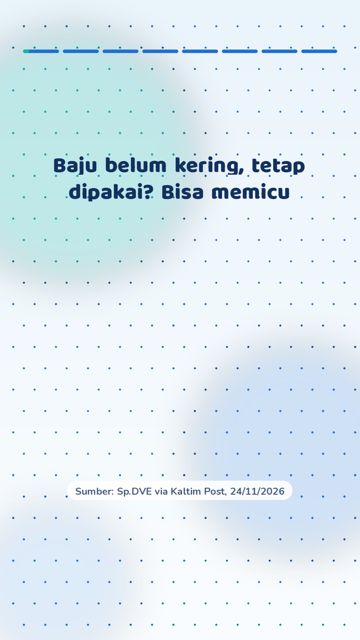 Baju belum kering, tetap
dipakai? Bisa memicu
Sumber: Sp.DVE via Kaltim Post, 24/11/2026